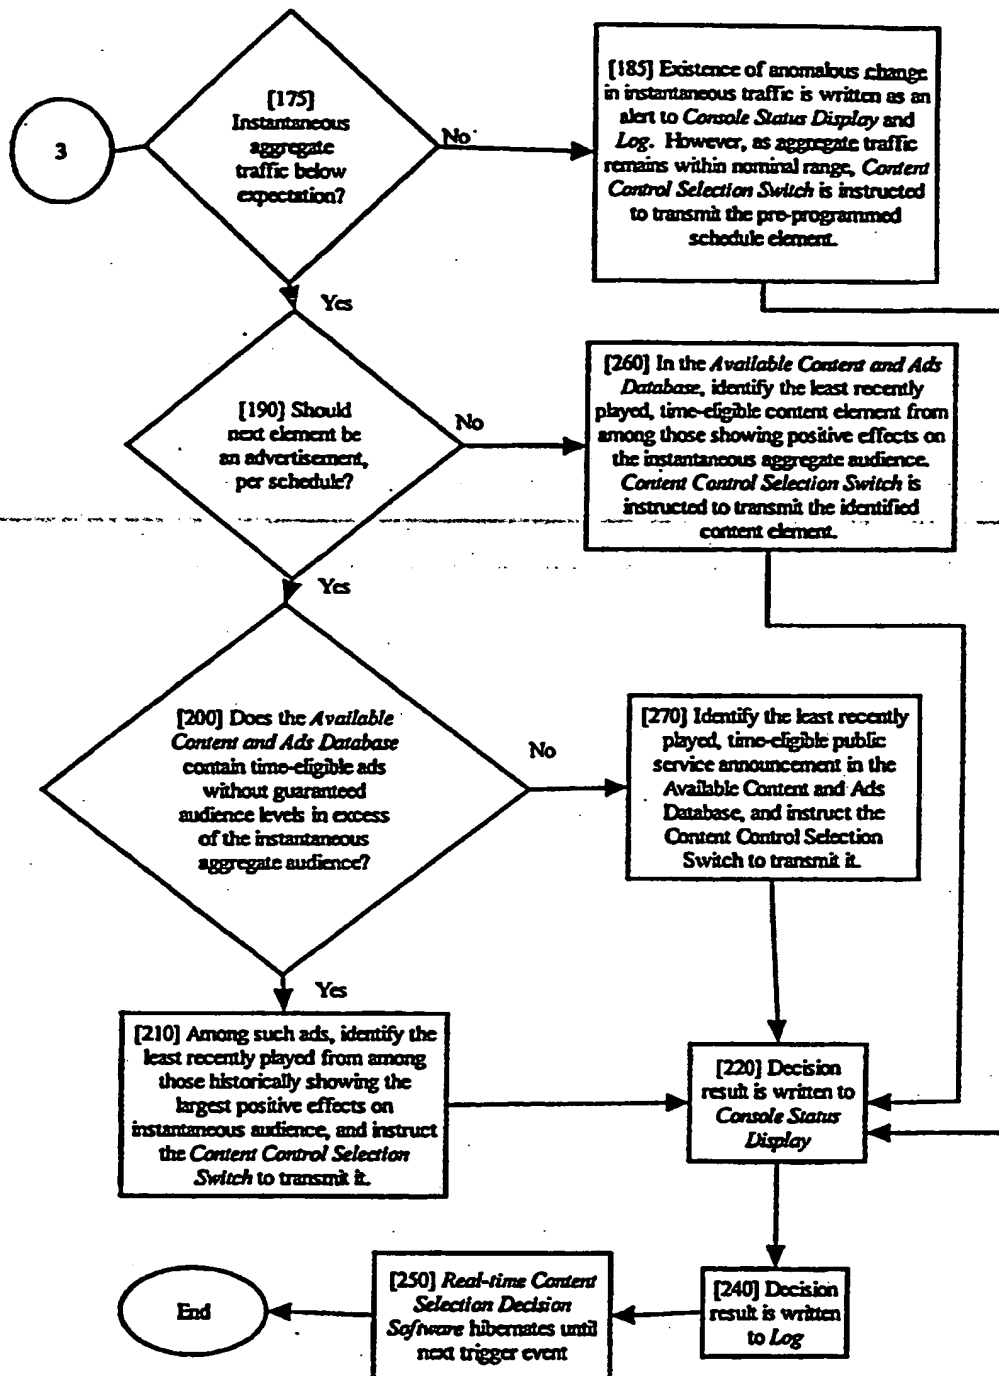 3
[175]
Instantaneous
aggregate
traffic below
expectation?
No
[185] Existence of anomalous change
in instantaneous traffic is written as an
alert to Console Status Display and
Log. However, as aggregate traffic
remains within nominal range, Content
Control Selection Switch is instructed
to transmit the pre-programmed
schedule element.
Yes
[190] Should
next element be
an advertisement,
per schedule?
No
[260] In the Available Content and Ads
Database, identify the least recently
played, time-eligible content element from
among those showing positive effects on
the instantaneous aggregate audience.
Content Control Selection Switch is
instructed to transmit the identified
content element.
Yes
[200] Does the Available
Content and Ads Database
contain time-eligible ads
without guaranteed
audience levels in excess
of the instantaneous
aggregate audience?
No
[270] Identify the least recently
played, time-eligible public
service announcement in the
Available Content and Ads
Database, and instruct the
Content Control Selection
Switch to transmit it.
Yes
[210] Among such ads, identify the
least recently played from among
those historically showing the
largest positive effects on
instantaneous audience, and instruct
the Content Control Selection
Switch to transmit it.
[220] Decision
result is written to
Console Status
Display
[240] Decision
result is written
to Log
[250] Real-time Content
Selection Decision
Software hibernates until
next trigger event
End